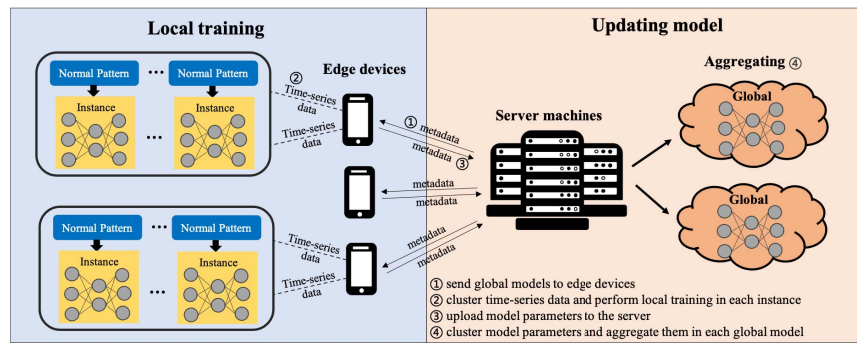 Local training
Updating model
Normal Pattern ••• Normal Pattern
Instance
Instance
•••
②
Time-series
data
Time-series
data
Edge devices
① metadata
metadata
③
Server machines
Aggregating ④
Global
metadata
metadata
Global
Normal Pattern ••• Normal Pattern
Instance
Instance
•••
Time-series
data
Time-series
data
metadata
metadata
① send global models to edge devices
② cluster time-series data and perform local training in each instance
③ upload model parameters to the server
④ cluster model parameters and aggregate them in each global model